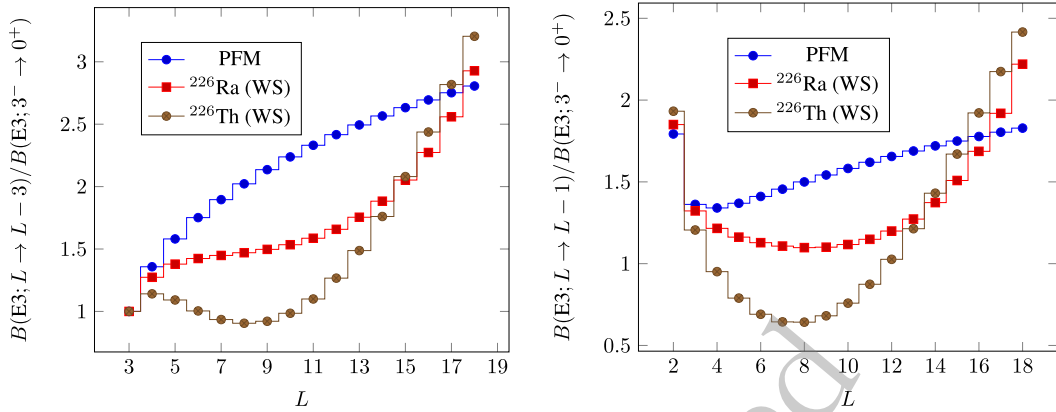 B(E3; L → L − 3)/B(E3; 3⁻ → 0⁺)
3
2.5
2
1.5
1
PFM
²²⁶Ra (WS)
²²⁶Th (WS)
3 5 7 9 11 13 15 17 19
L
B(E3; L → L − 1)/B(E3; 3⁻ → 0⁺)
2.5
2
1.5
1
0.5
PFM
²²⁶Ra (WS)
²²⁶Th (WS)
2 4 6 8 10 12 14 16 18
L